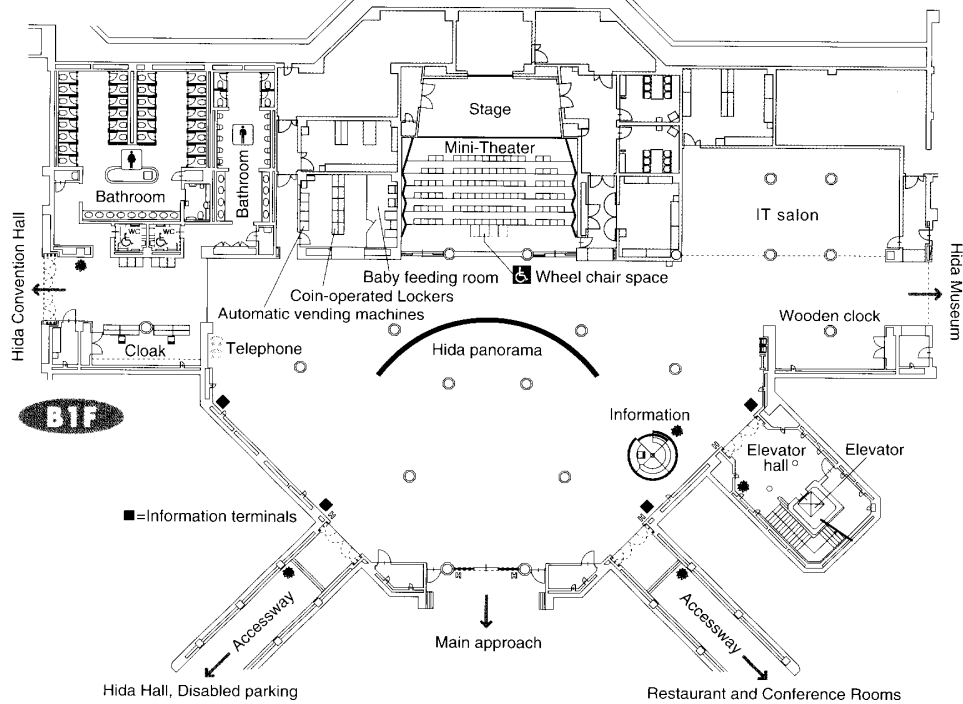 Stage
Mini-Theater
Bathroom
Bathroom
WC
WC
IT salon
Hida Convention Hall
Hida Museum
Baby feeding room
Wheel chair space
Coin-operated Lockers
Automatic vending machines
Wooden clock
Cloak
Telephone
Hida panorama
B1F
Information
Elevator hall
Elevator
■=Information terminals
Accessway
Accessway
Main approach
Hida Hall, Disabled parking
Restaurant and Conference Rooms